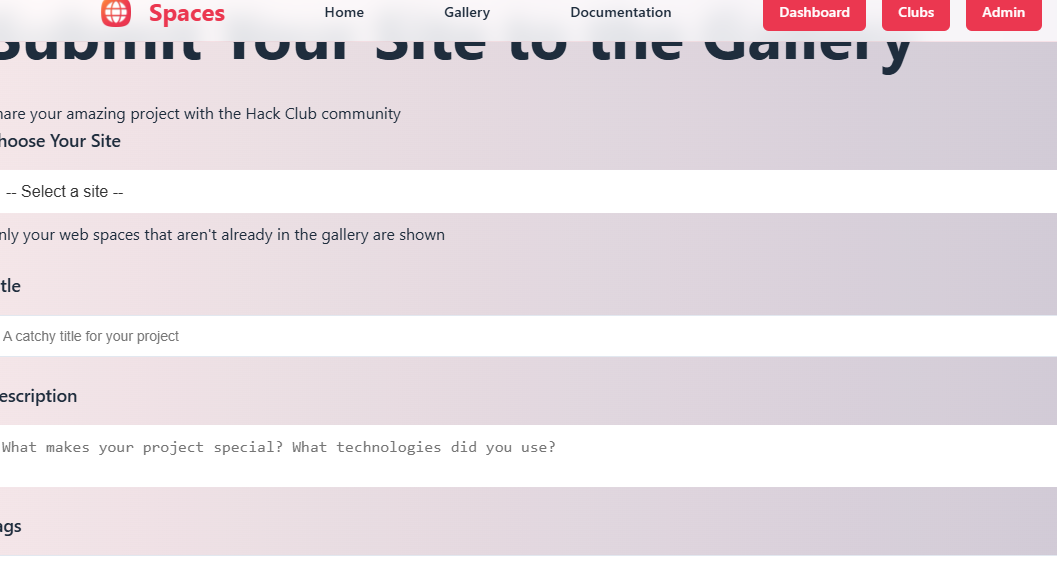 Spaces Home Gallery Documentation Dashboard Clubs Admin
Submit Your Site to the Gallery
hare your amazing project with the Hack Club community
hoose Your Site
-- Select a site --
nly your web spaces that aren't already in the gallery are shown
tle
A catchy title for your project
escription
What makes your project special? What technologies did you use?
ags